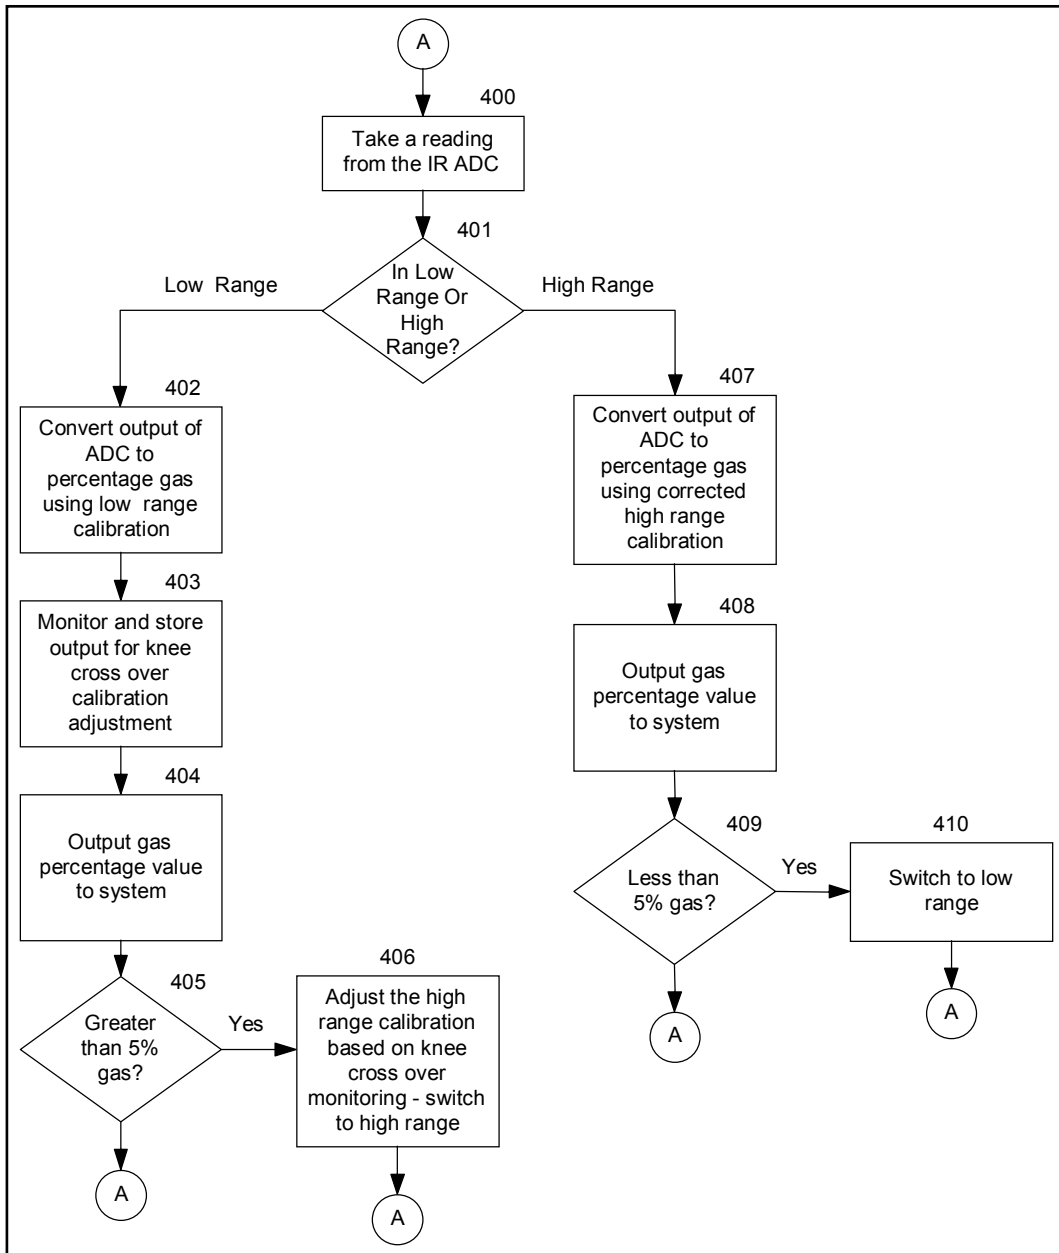 A
400
Take a reading
from the IR ADC
401
In Low
Range Or
High
Range?
Low Range
High Range
402
Convert output of
ADC to
percentage gas
using low range
calibration
403
Monitor and store
output for knee
cross over
calibration
adjustment
404
Output gas
percentage value
to system
405
Greater
than 5%
gas?
Yes
A
406
Adjust the high
range calibration
based on knee
cross over
monitoring - switch
to high range
A
407
Convert output of
ADC to
percentage gas
using corrected
high range
calibration
408
Output gas
percentage value
to system
409
Less than
5% gas?
Yes
A
410
Switch to low
range
A